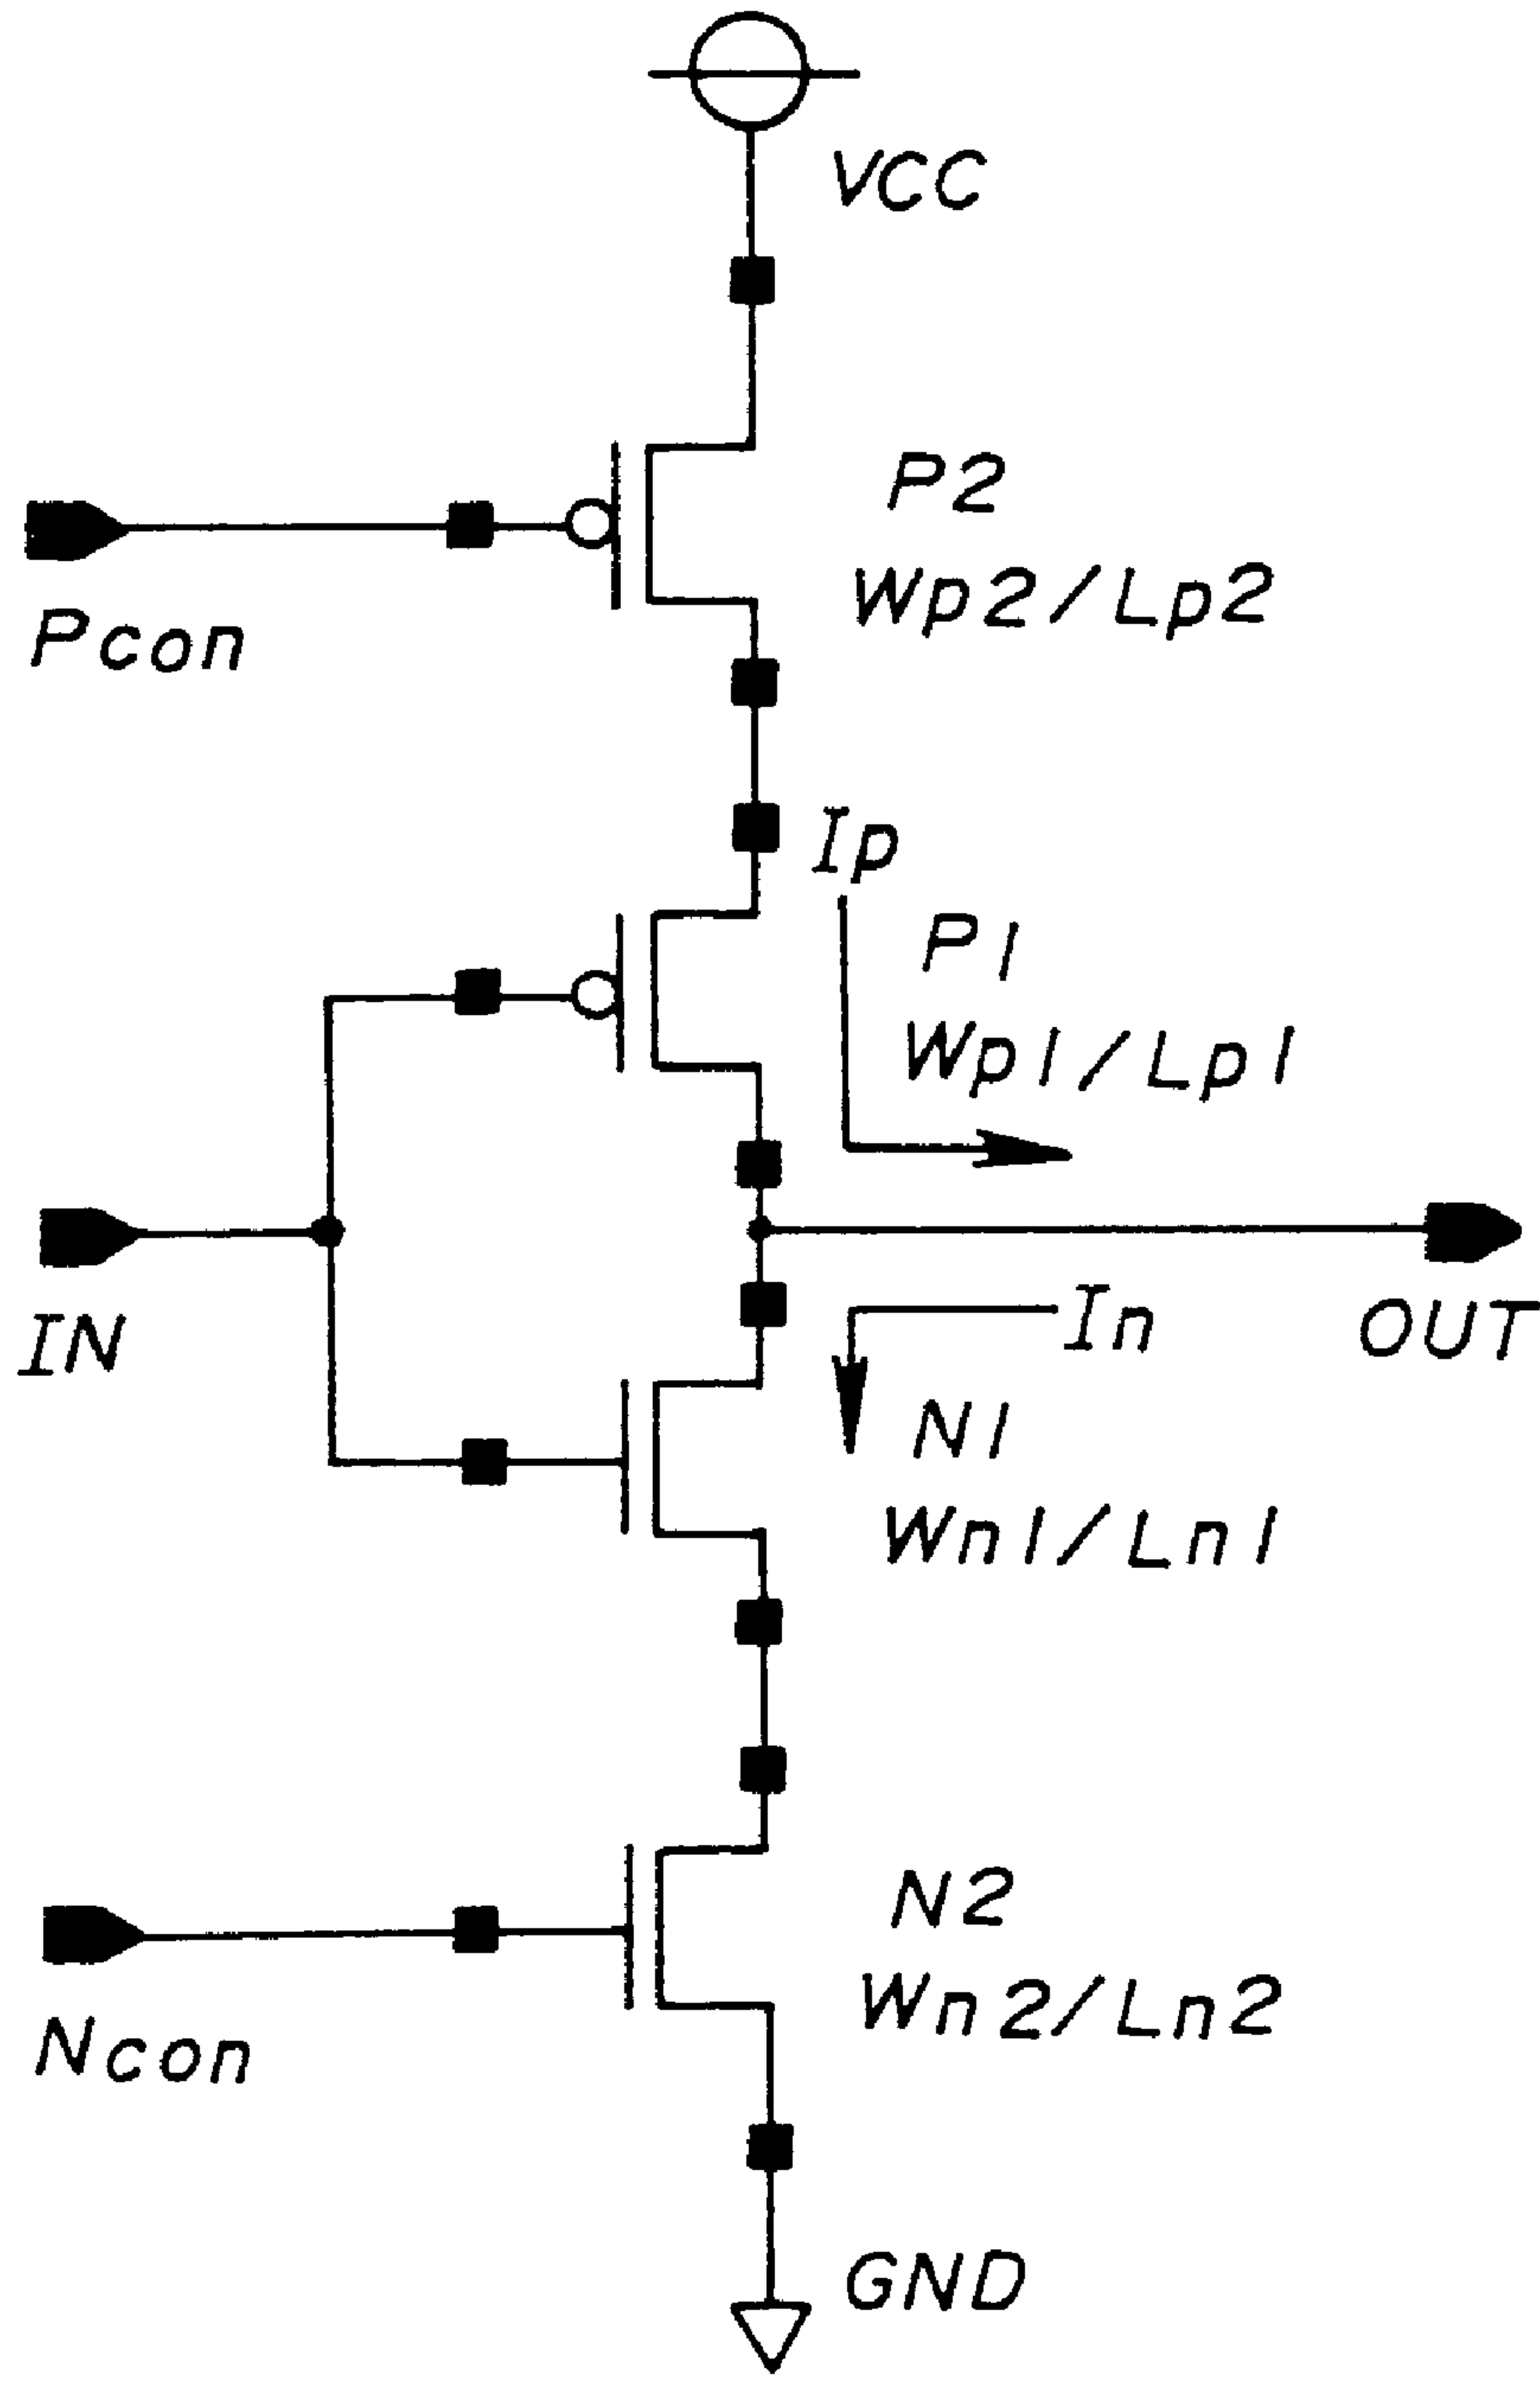 VCC
P2
Wp2/Lp2
Pcon
Ip
P1
Wp1/Lp1
IN
In
OUT
N1
Wn1/Ln1
N2
Wn2/Ln2
Ncon
GND